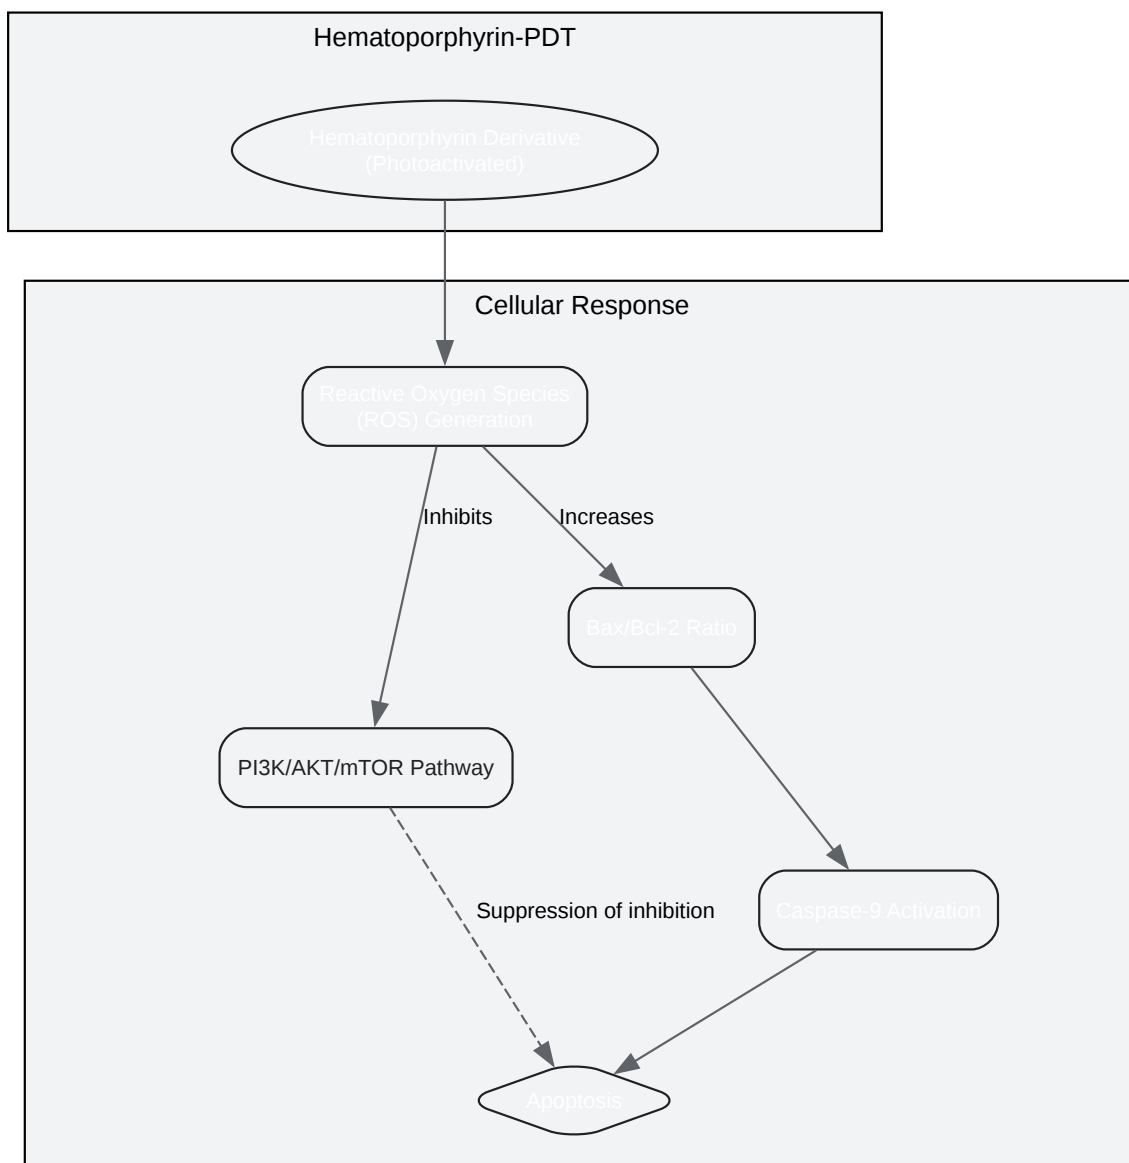 Hematoporphyrin-PDT
Hematoporphyrin Derivative
(Photoactivated)
Cellular Response
Reactive Oxygen Species
(ROS) Generation
Inhibits
Increases
Bax/Bcl-2 Ratio
PI3K/AKT/mTOR Pathway
Suppression of inhibition
Caspase-9 Activation
Apoptosis